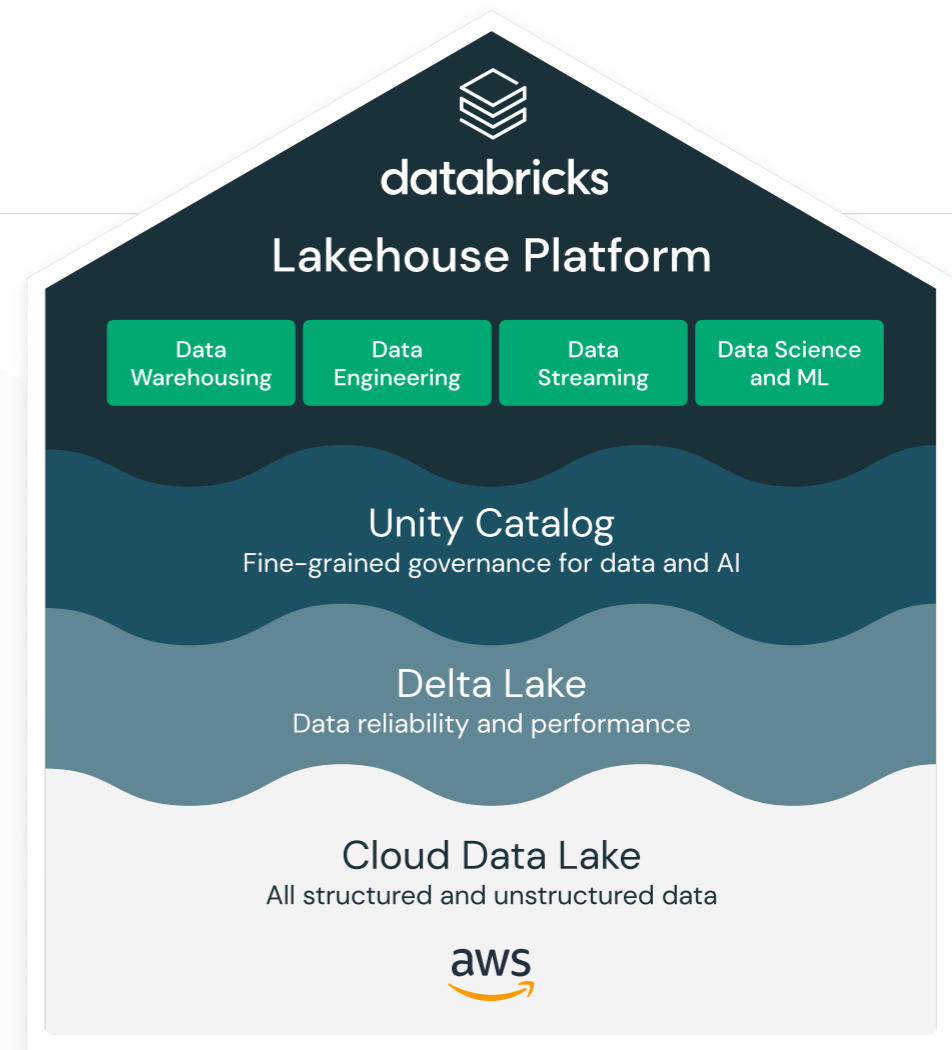 databricks
Lakehouse Platform
Data
Warehousing
Data
Engineering
Data
Streaming
Data Science
and ML
Unity Catalog
Fine-grained governance for data and AI
Delta Lake
Data reliability and performance
Cloud Data Lake
All structured and unstructured data
aws